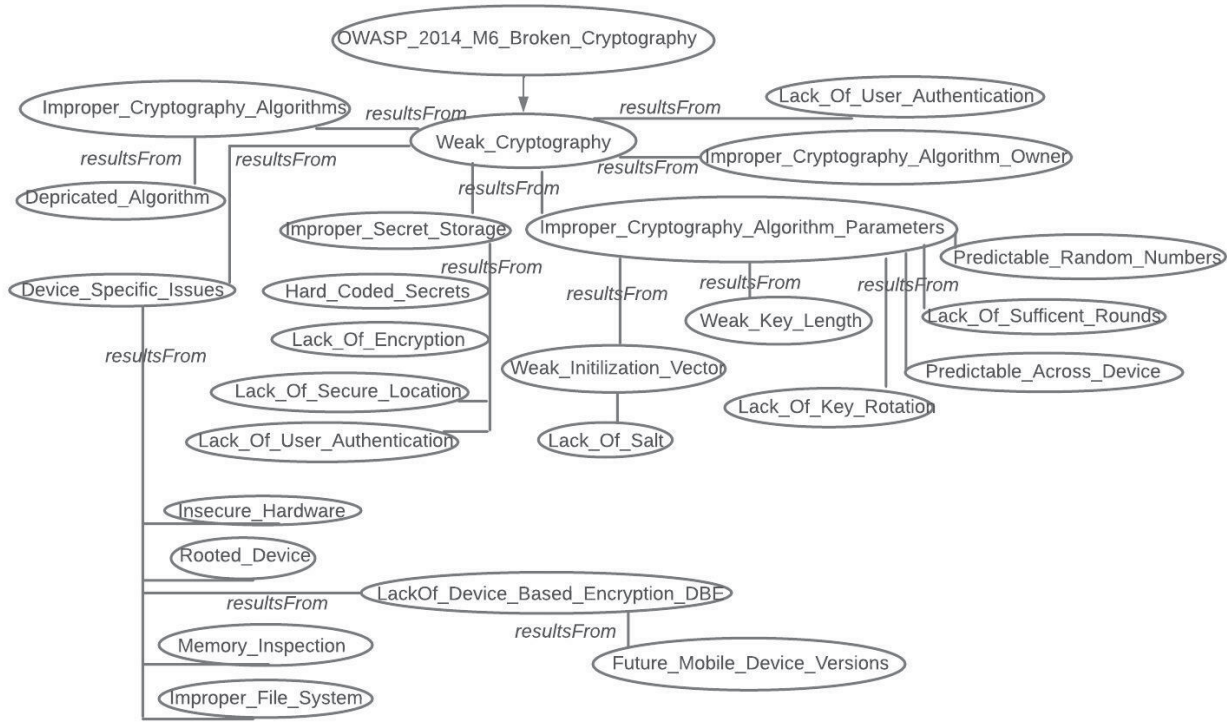 OWASP_2014_M6_Broken_Cryptography
Improper_Cryptography_Algorithms
resultsFrom
resultsFrom
Lack_Of_User_Authentication
Weak_Cryptography
resultsFrom
resultsFrom
resultsFrom
Improper_Cryptography_Algorithm_Owner
Depricated_Algorithm
resultsFrom
Improper_Secret_Storage
Improper_Cryptography_Algorithm_Parameters
resultsFrom
Predictable_Random_Numbers
Device_Specific_Issues
Hard_Coded_Secrets
resultsFrom
resultsFrom
resultsFrom
Weak_Key_Length
Lack_Of_Sufficent_Rounds
Lack_Of_Encryption
resultsFrom
Weak_Initilization_Vector
Predictable_Across_Device
Lack_Of_Secure_Location
Lack_Of_Key_Rotation
Lack_Of_User_Authentication
Lack_Of_Salt
Insecure_Hardware
Rooted_Device
LackOf_Device_Based_Encryption_DBE
resultsFrom
resultsFrom
Memory_Inspection
Future_Mobile_Device_Versions
Improper_File_System